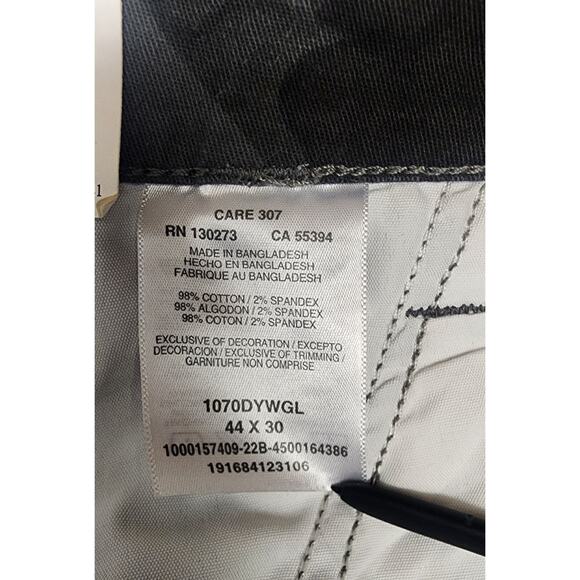 1
CARE 307
RN 130273 CA 55394
MADE IN BANGLADESH
HECHO EN BANGLADESH
FABRIQUE AU BANGLADESH
98% COTTON / 2% SPANDEX
98% ALGODON / 2% SPANDEX
98% COTON / 2% SPANDEX
EXCLUSIVE OF DECORATION / EXCEPTO
DECORACION / EXCLUSIVE OF TRIMMING /
GARNITURE NON COMPRISE
1070DYWGL
44 X 30
1000157409-22B-4500164386
191684123106